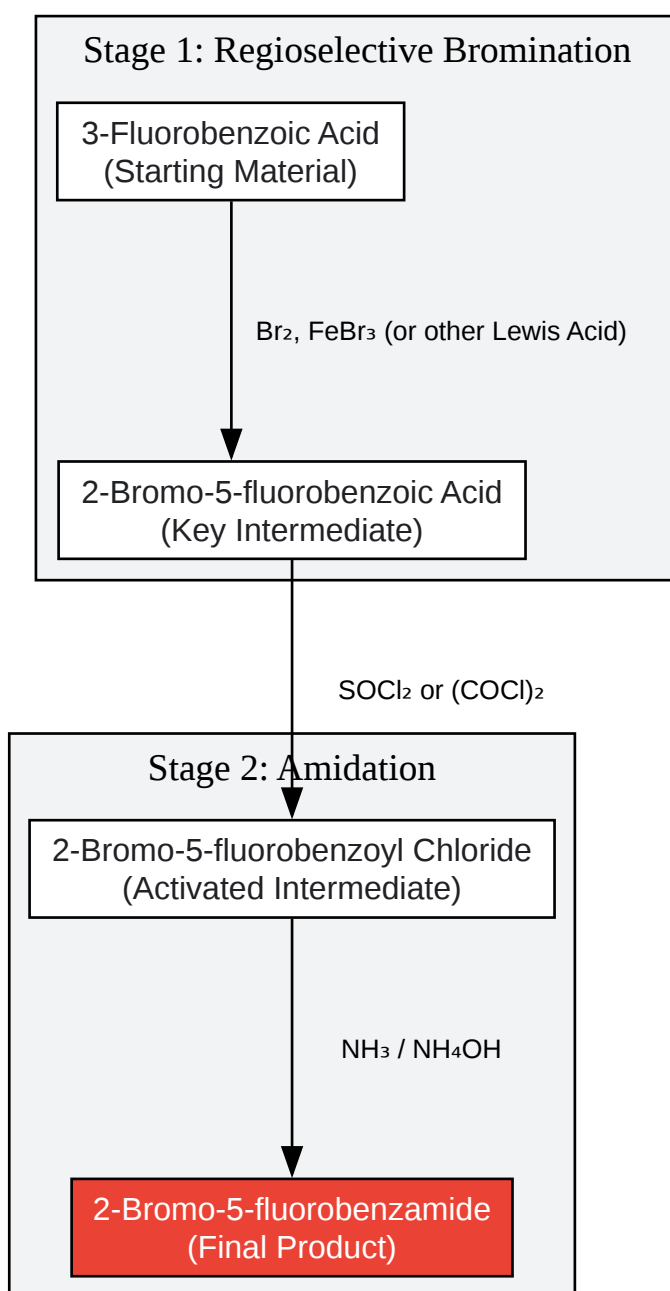 Stage 1: Regioselective Bromination
3-Fluorobenzoic Acid
(Starting Material)
Br₂, FeBr₃ (or other Lewis Acid)
2-Bromo-5-fluorobenzoic Acid
(Key Intermediate)
SOCl₂ or (COCl)₂
Stage 2: Amidation
2-Bromo-5-fluorobenzoyl Chloride
(Activated Intermediate)
NH₃ / NH₄OH
2-Bromo-5-fluorobenzamide
(Final Product)